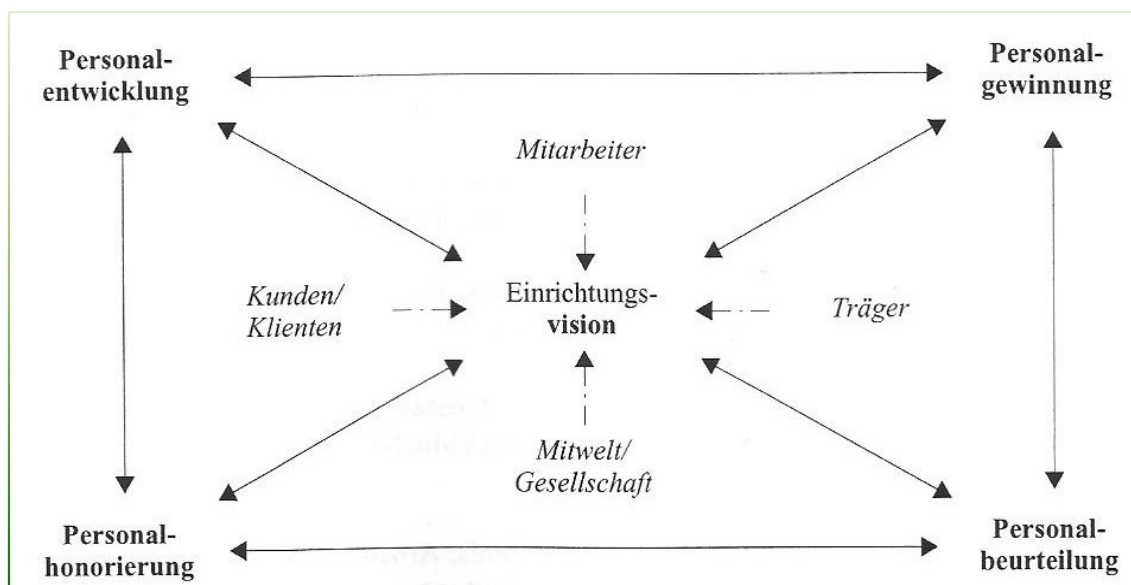 Personal-
entwicklung
Personal-
gewinnung
Mitarbeiter
Kunden/
Klienten
Einrichtungs-
vision
Träger
Mitwelt/
Gesellschaft
Personal-
honorierung
Personal-
beurteilung